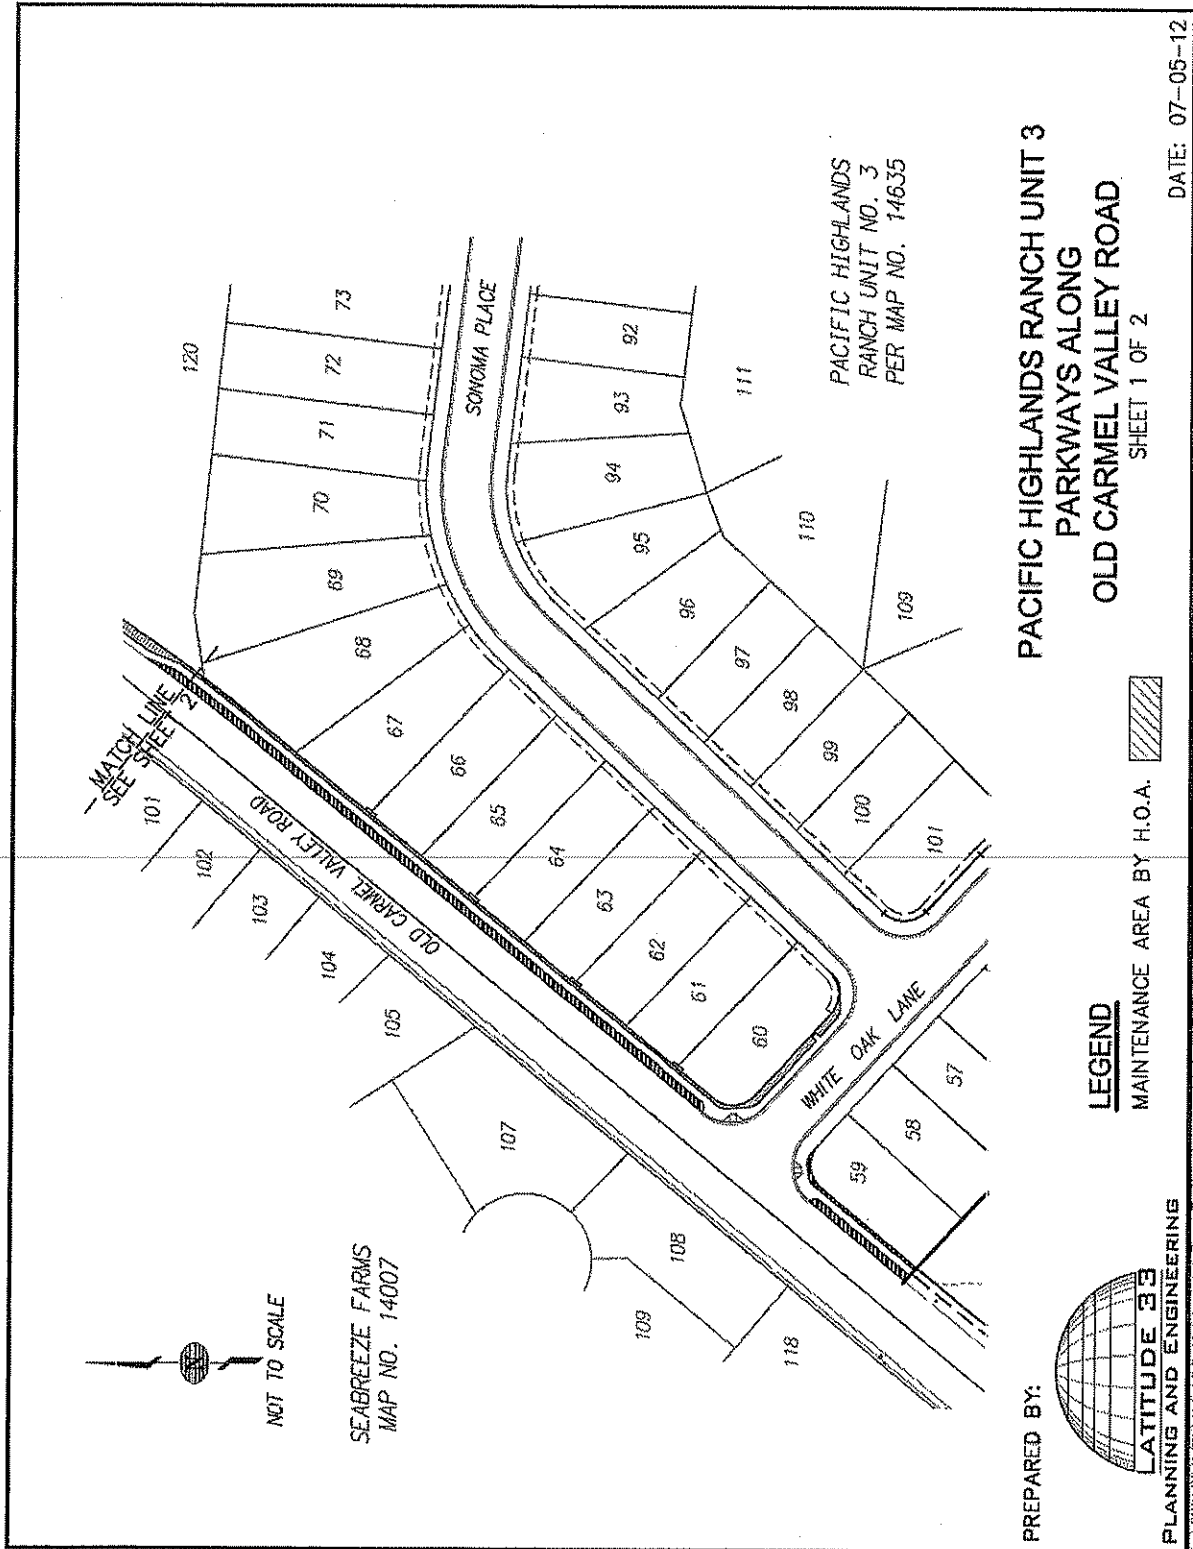 NOT TO SCALE
SEABREEZE FARMS
MAP NO. 14007
MATCH LINE
SEE SHEET 2
101
102
103
104
105
107
108
109
118
OLD CARMEL VALLEY ROAD
120
73
72
71
70
69
68
67
66
65
64
63
62
61
60
SONOMA PLACE
92
93
94
95
96
97
98
99
100
101
111
110
109
WHITE OAK LANE
59
58
57
PACIFIC HIGHLANDS
RANCH UNIT NO. 3
PER MAP NO. 14635
PREPARED BY:
LATITUDE 33
PLANNING AND ENGINEERING
LEGEND
MAINTENANCE AREA BY H.O.A.
PACIFIC HIGHLANDS RANCH UNIT 3
PARKWAYS ALONG
OLD CARMEL VALLEY ROAD
SHEET 1 OF 2
DATE: 07-05-12